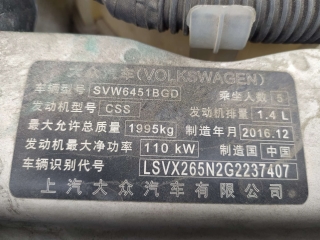 大众汽车(VOLKSWAGEN)
车辆型号 SVW6451BGD 乘坐人数 5
发动机型号 CSS 发动机排量 1.4 L
最大允许总质量 1995kg 制造年月 2016.12
发动机最大净功率 110 kW 制造国 中国
车辆识别代号 LSVX265N2G2237407
上汽大众汽车有限公司